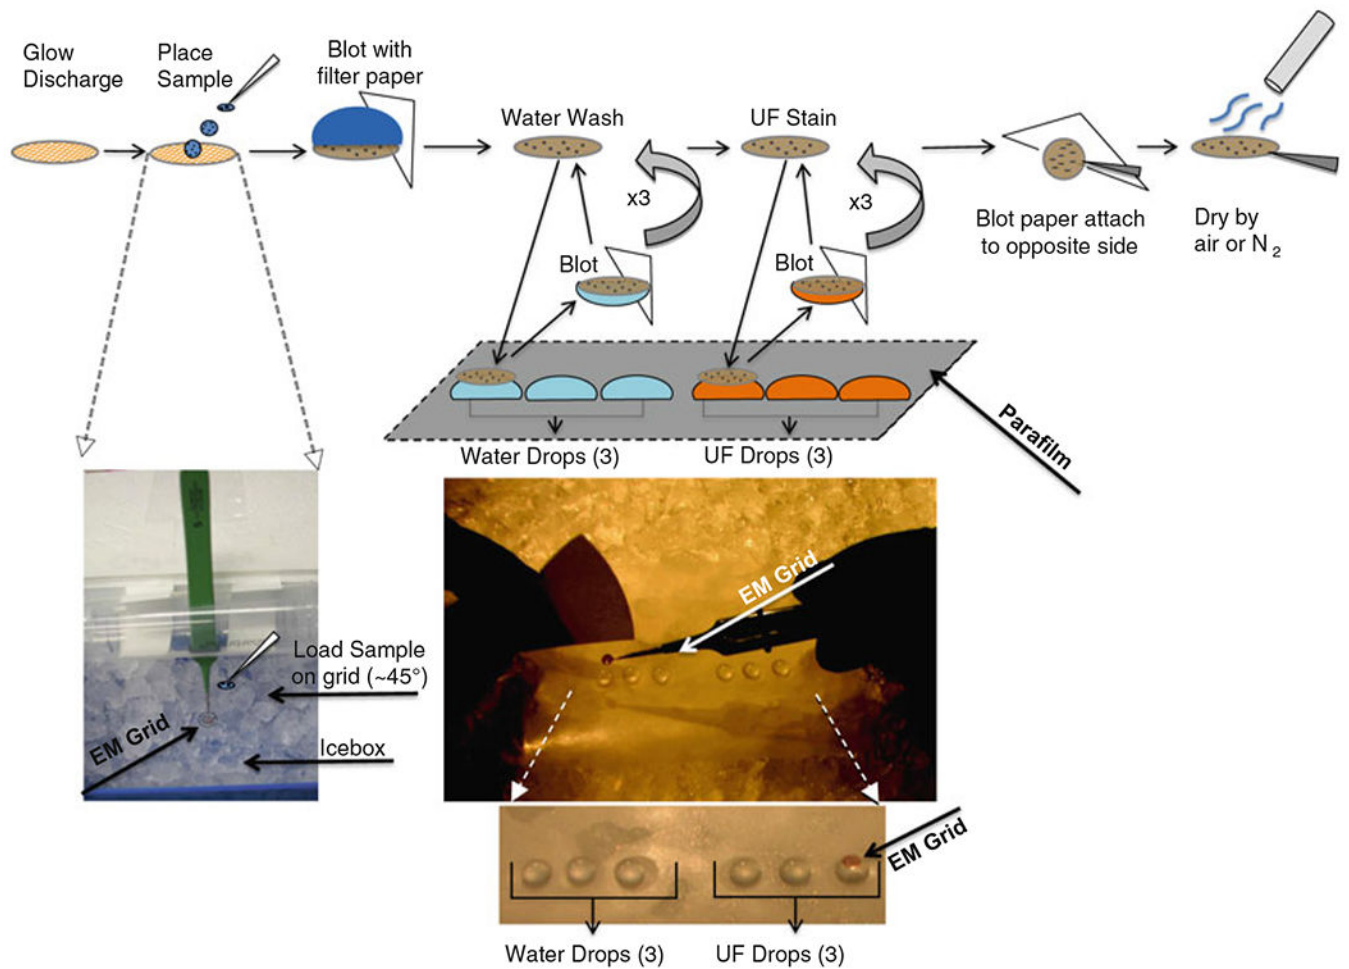 Glow
Discharge
Place
Sample
Blot with
filter paper
Water Wash
UF Stain
x3
x3
Blot
Blot
Blot paper attach
to opposite side
Dry by
air or N2
Parafilm
Water Drops (3)
UF Drops (3)
Load Sample
on grid (~45°)
EM Grid
Icebox
EM Grid
EM Grid
Water Drops (3)
UF Drops (3)